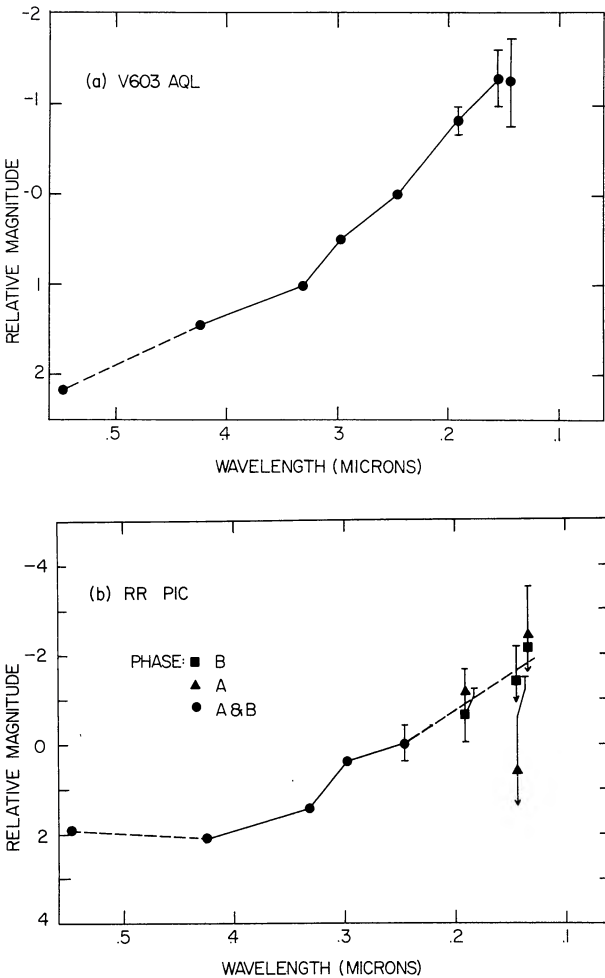 -2
(a) V603 AQL
-1
-0
1
2
RELATIVE MAGNITUDE
.5 .4 .3 .2 .1
WAVELENGTH (MICRONS)
-4
(b) RR PIC
PHASE: ■ B
▲ A
● A & B
-2
0
2
4
RELATIVE MAGNITUDE
.5 .4 .3 .2 .1
WAVELENGTH (MICRONS)